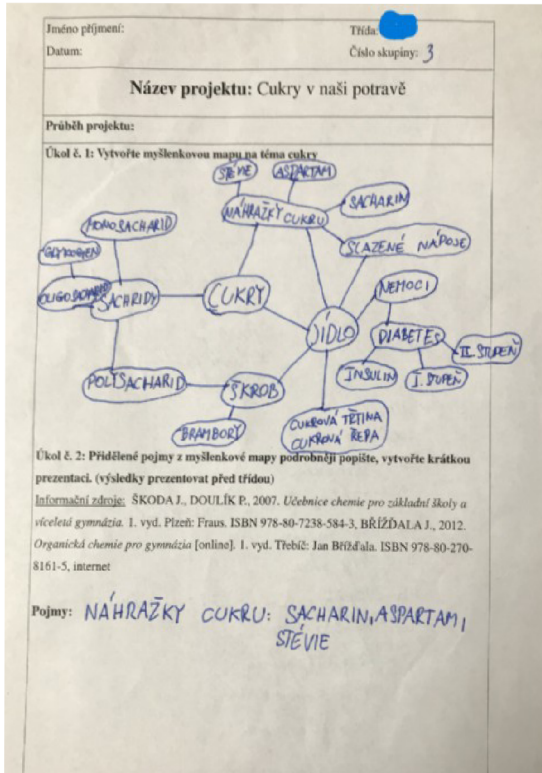 Jméno příjmení:
Třída:
Datum:
Číslo skupiny: 3
Název projektu: Cukry v naši potravě
Průběh projektu:
Úkol č. 1: Vytvořte myšlenkovou mapu na téma cukry
STÉVIE
ASPARTAM
NÁHRAŽKY CUKRU
SACHARIN
MONOSACHARID
SLAZENÉ NÁPOJE
GLYKOGEN
NEMOCI
SACHRIDY
CUKRY
JÍDLO
DIABETES
II. STUPEŇ
POLYSACHARID
ŠKROB
INSULIN
I. STUPEŇ
BRAMBORY
CUKROVÁ TŘTINA
CUKROVÁ ŘEPA
Úkol č. 2: Přidělené pojmy z myšlenkové mapy podrobněji popište, vytvořte krátkou
prezentaci. (výsledky prezentovat před třídou)
Informační zdroje: ŠKODA J., DOULÍK P., 2007. Učebnice chemie pro základní školy a
víceletá gymnázia. 1. vyd. Plzeň: Fraus. ISBN 978-80-7238-584-3, BŘÍŽĎALA J., 2012.
Organická chemie pro gymnázia [online]. 1. vyd. Třebíč: Jan Břížďala. ISBN 978-80-270-
8161-5, internet
Pojmy: NÁHRAŽKY CUKRU: SACHARIN, ASPARTAM,
STÉVIE